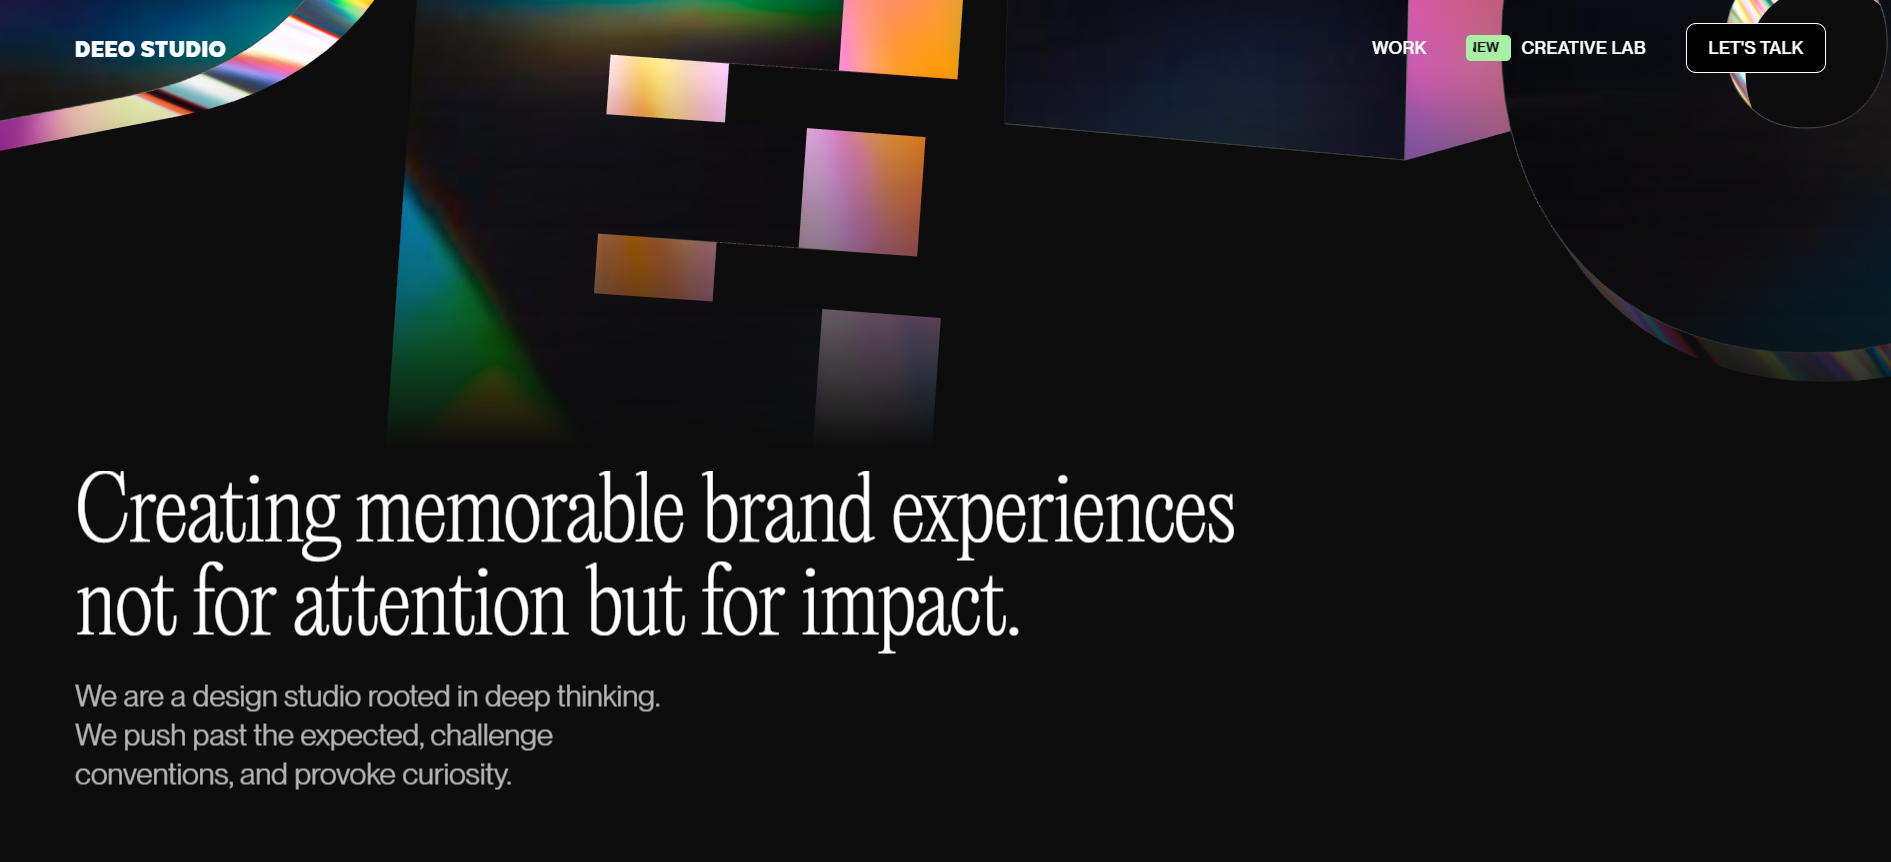 DEEO STUDIO
WORK
CREATIVE LAB
LET'S TALK
Creating memorable brand experiences
not for attention but for impact.
We are a design studio rooted in deep thinking.
We push past the expected, challenge
conventions, and provoke curiosity.